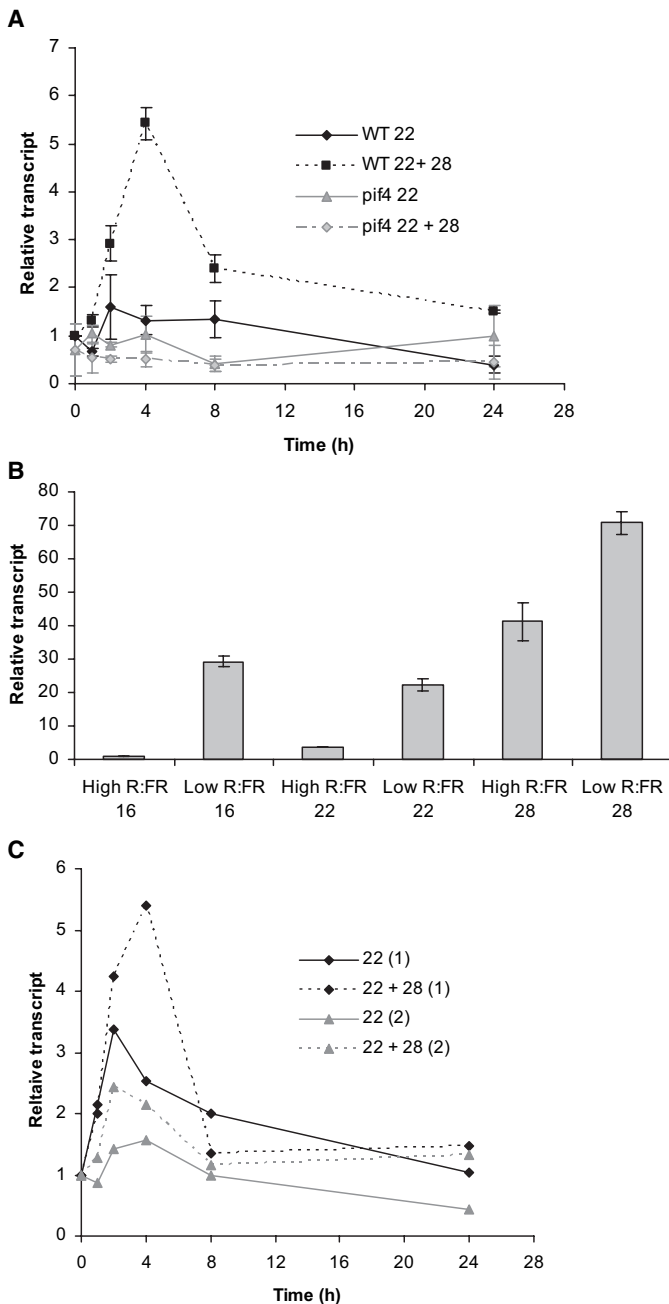 A
7
6
5
4
3
2
1
0
Relative transcript
WT 22
WT 22+ 28
pif4 22
pif4 22 + 28
0 4 8 12 16 20 24 28
Time (h)
B
80
70
60
50
40
30
20
10
0
Relative transcript
High R:FR Low R:FR High R:FR Low R:FR High R:FR Low R:FR
16 16 22 22 28 28
C
6
5
4
3
2
1
0
Reltaive transcript
22 (1)
22 + 28 (1)
22 (2)
22 + 28 (2)
0 4 8 12 16 20 24 28
Time (h)